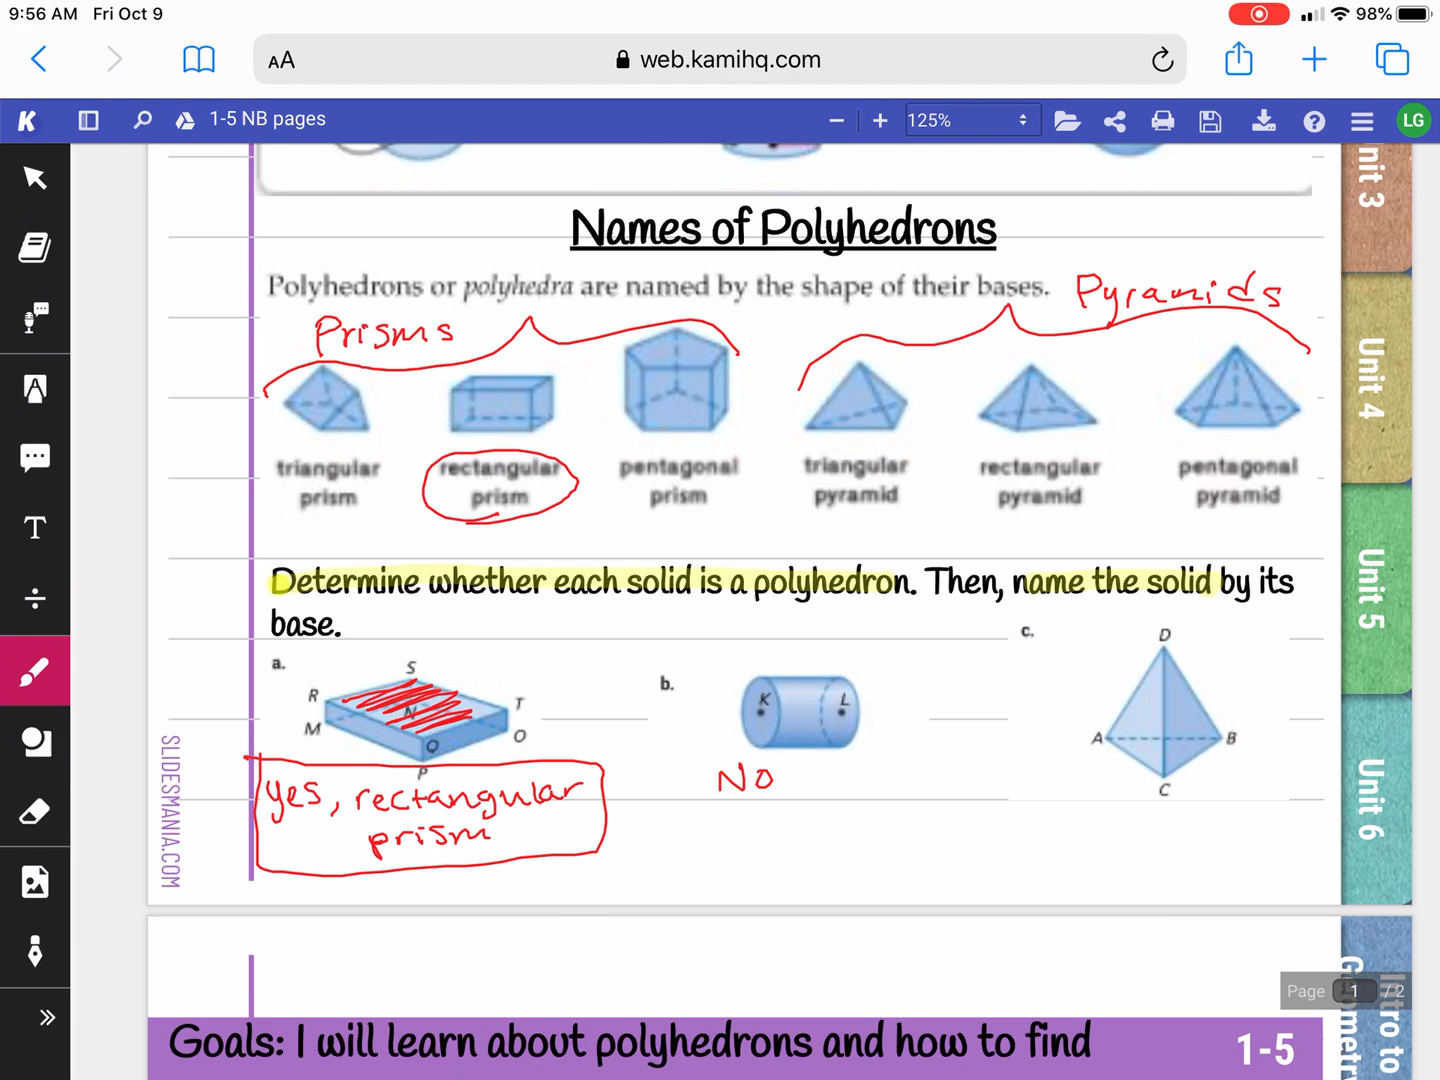 9:56 AM Fri Oct 9
98%
AA
web.kamihq.com
K
1-5 NB pages
125%
?
LG
nit 3
Names of Polyhedrons
Polyhedrons or polyhedra are named by the shape of their bases.
Pyramids
Prisms
triangular prism
rectangular prism
pentagonal prism
triangular pyramid
rectangular pyramid
pentagonal pyramid
Unit 4
Determine whether each solid is a polyhedron. Then, name the solid by its
base.
Unit 5
a.
S
R
T
M
N
O
Q
P
yes, rectangular
prism
b.
K
L
No
c.
D
A
B
C
Unit 6
SLIDESMANIA.COM
Page 1 / 2
Goals: I will learn about polyhedrons and how to find
1-5
Intro to
Geometr